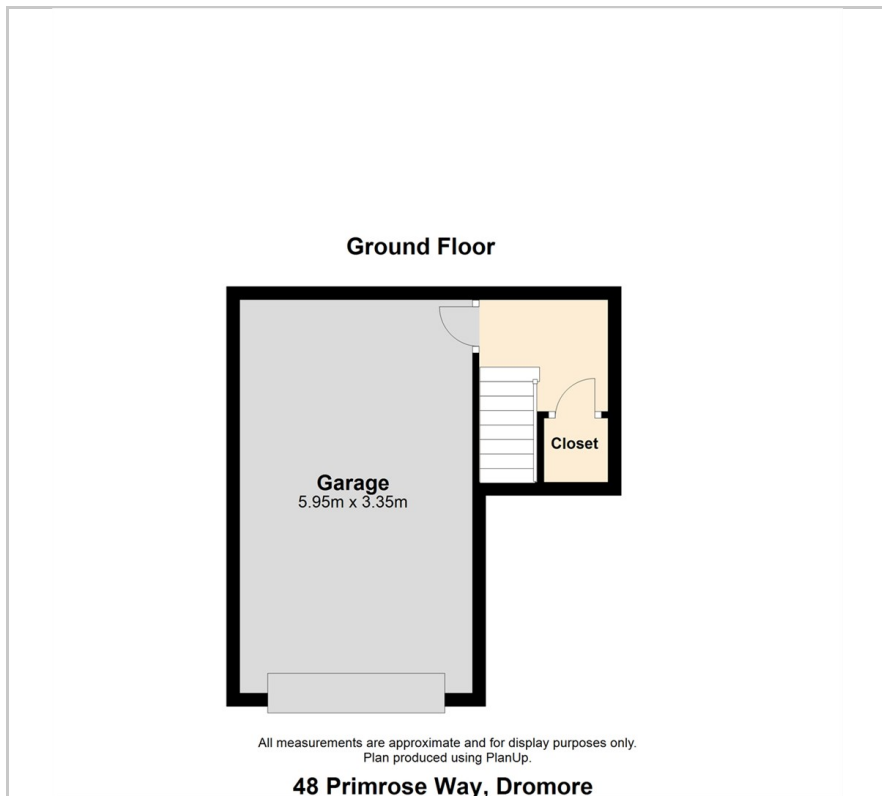 Ground Floor
Closet
Garage
5.95m x 3.35m
All measurements are approximate and for display purposes only.
Plan produced using PlanUp.
48 Primrose Way, Dromore